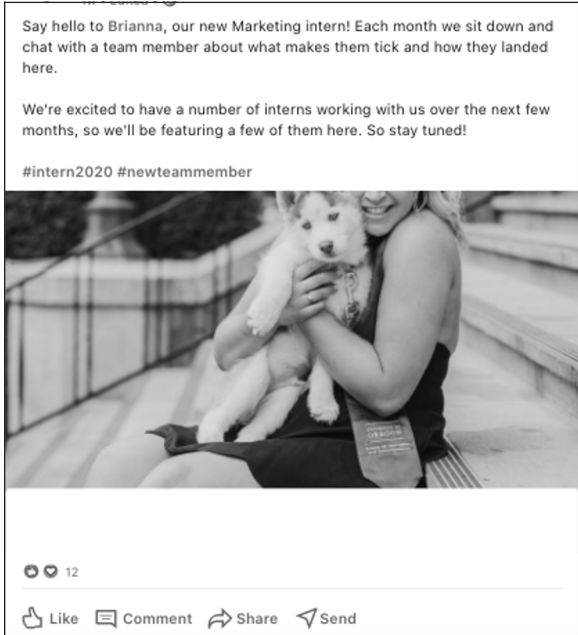 Say hello to Brianna, our new Marketing intern! Each month we sit down and
chat with a team member about what makes them tick and how they landed
here.
We're excited to have a number of interns working with us over the next few
months, so we'll be featuring a few of them here. So stay tuned!
#intern2020 #newteammember
OREGON
12
Like Comment Share Send